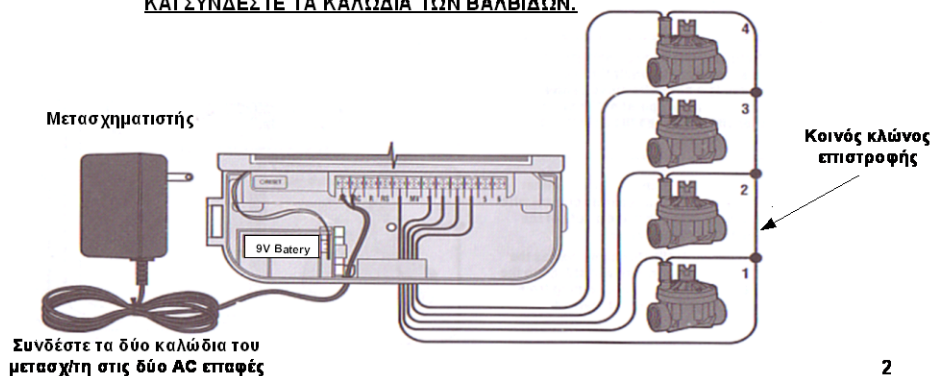 ΚΑΙ ΣΥΝΔΕΣΤΕ ΤΑ ΚΑΛΩΔΙΑ ΤΩΝ ΒΑΛΒΙΔΩΝ.
4
Μετασχηματιστής
3
Κοινός κλώνος
επιστροφής
2
9V Batery
1
Συνδέστε τα δύο καλώδια του
μετασχ/τη στις δύο AC επαφές
2